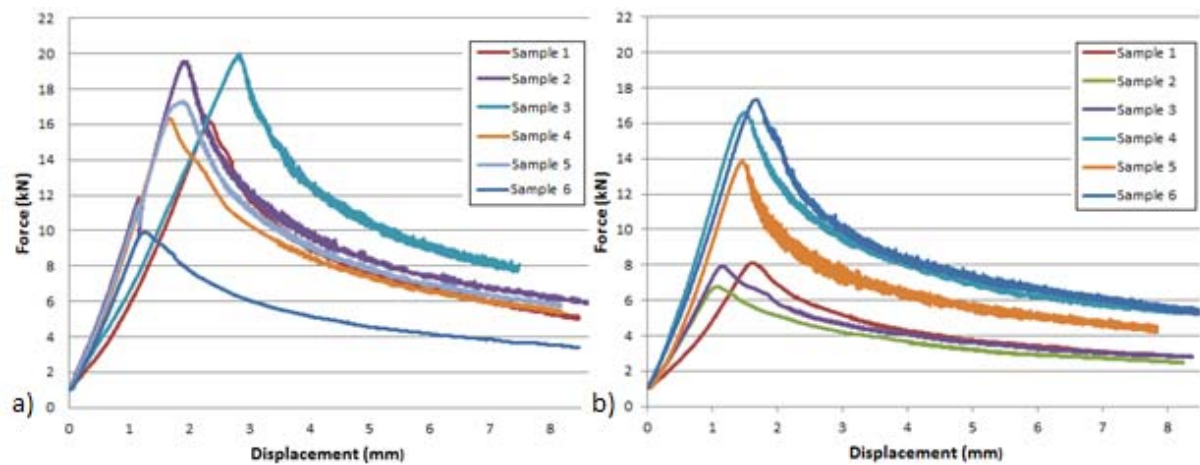 22
20
18
16
14
12
10
8
6
4
2
0
Force (kN)
0 1 2 3 4 5 6 7 8
Displacement (mm)
Sample 1
Sample 2
Sample 3
Sample 4
Sample 5
Sample 6
a)
22
20
18
16
14
12
10
8
6
4
2
0
Force (kN)
0 1 2 3 4 5 6 7 8
Displacement (mm)
Sample 1
Sample 2
Sample 3
Sample 4
Sample 5
Sample 6
b)